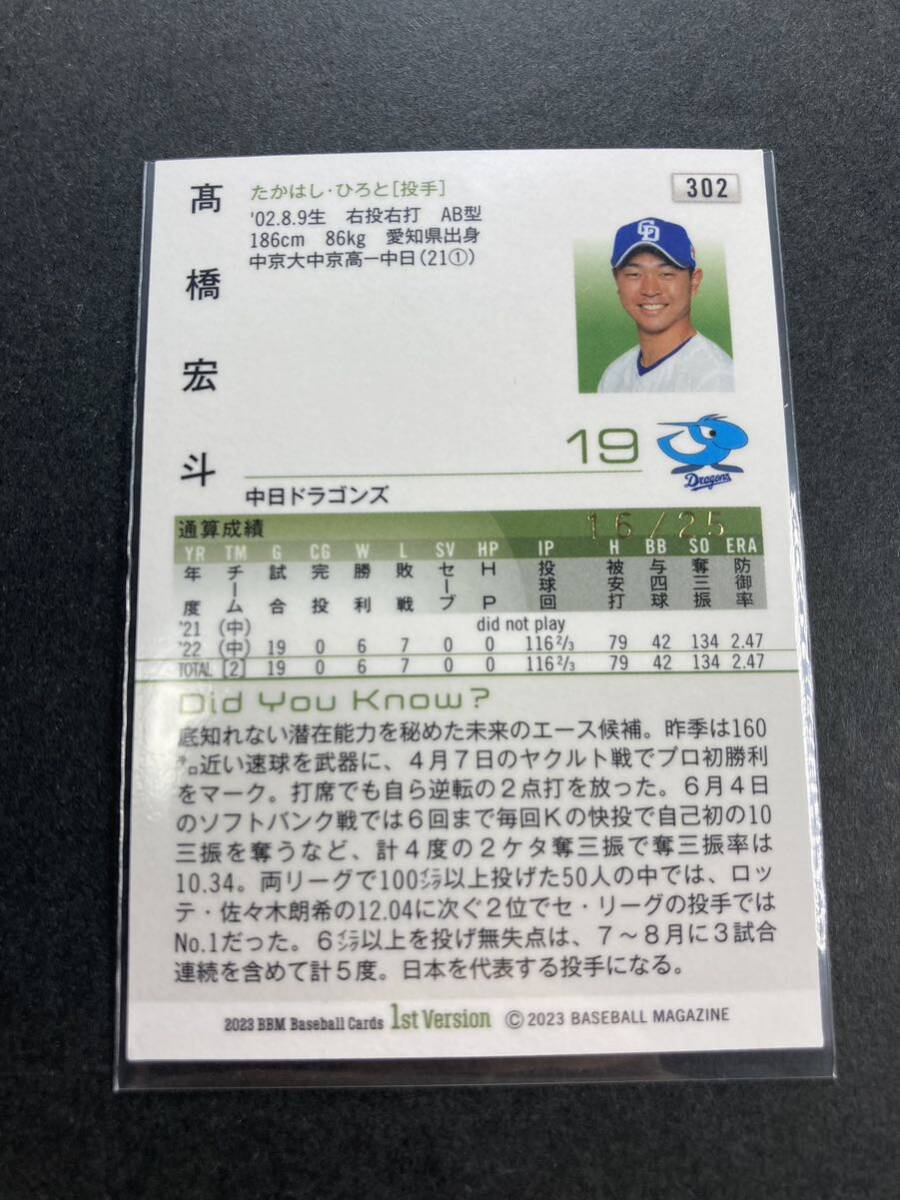 302
髙橋宏斗
たかはし・ひろと[投手]
'02.8.9生 右投右打 AB型
186cm 86kg 愛知県出身
中京大中京高ー中日(21①)
CD
19
Dragons
中日ドラゴンズ
通算成績 16/25
YR TM G CG W L SV HP IP H BB SO ERA
年度 チーム 試合 完投 勝利 敗戦 セーブ HP 投球回 被安打 与四球 奪三振 防御率
'21 (中) did not play
'22 (中) 19 0 6 7 0 0 116 2/3 79 42 134 2.47
TOTAL [2] 19 0 6 7 0 0 116 2/3 79 42 134 2.47
Did You Know?
底知れない潜在能力を秘めた未来のエース候補。昨季は160
㌔近い速球を武器に、4月7日のヤクルト戦でプロ初勝利
をマーク。打席でも自ら逆転の2点打を放った。6月4日
のソフトバンク戦では6回まで毎回Kの快投で自己初の10
三振を奪うなど、計4度の2ケタ奪三振で奪三振率は
10.34。両リーグで100イニング以上投げた50人の中では、ロッ
テ・佐々木朗希の12.04に次ぐ2位でセ・リーグの投手では
No.1だった。6イニング以上を投げ無失点は、7〜8月に3試合
連続を含めて計5度。日本を代表する投手になる。
2023 BBM Baseball Cards 1st Version ©2023 BASEBALL MAGAZINE